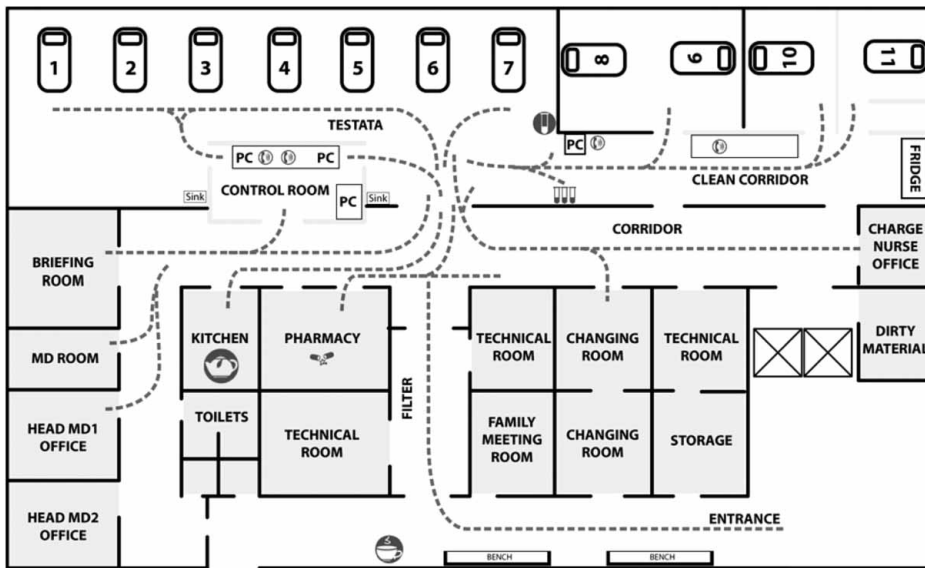 1
2
3
4
5
6
7
8
9
10
11
TESTATA
PC
PC
PC
CONTROL ROOM
Sink
PC
Sink
CLEAN CORRIDOR
FRIDGE
CORRIDOR
BRIEFING
ROOM
CHARGE
NURSE
OFFICE
MD ROOM
KITCHEN
PHARMACY
TECHNICAL
ROOM
CHANGING
ROOM
TECHNICAL
ROOM
DIRTY
MATERIAL
FILTER
HEAD MD1
OFFICE
TOILETS
TECHNICAL
ROOM
FAMILY
MEETING
ROOM
CHANGING
ROOM
STORAGE
HEAD MD2
OFFICE
ENTRANCE
BENCH
BENCH